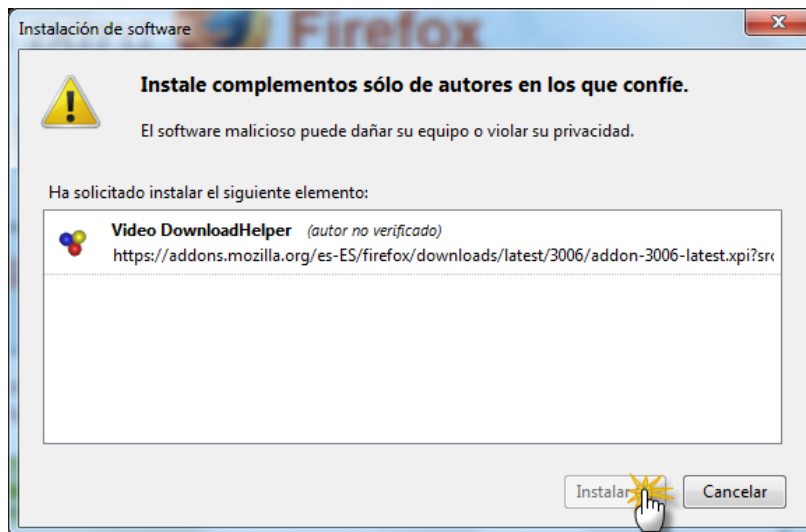 Firefox
Instalación de software
Instale complementos sólo de autores en los que confíe.
El software malicioso puede dañar su equipo o violar su privacidad.
Ha solicitado instalar el siguiente elemento:
Video DownloadHelper (autor no verificado)
https://addons.mozilla.org/es-ES/firefox/downloads/latest/3006/addon-3006-latest.xpi?src
Instalar Cancelar